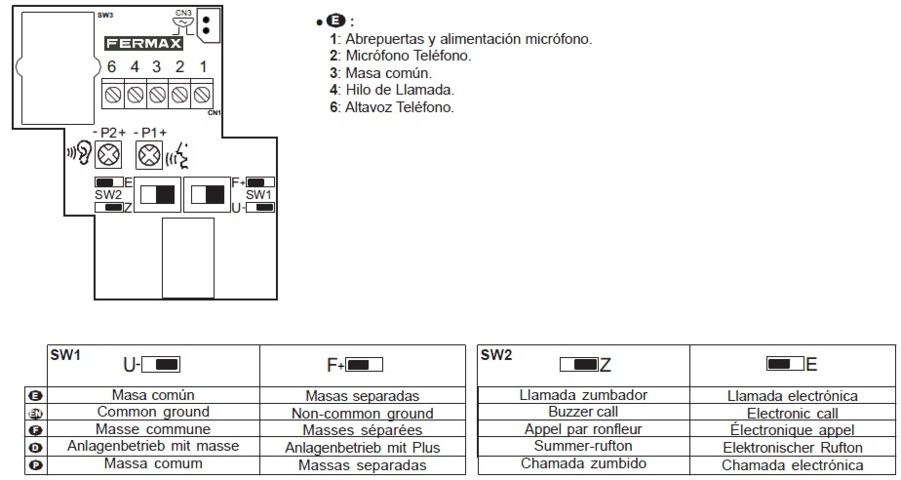 SW3
CN3
FERMAX
6 4 3 2 1
CN1
- P2 + - P1 +
E F+
SW2 SW1
Z U-
E :
1: Abrepuertas y alimentación micrófono.
2: Micrófono Teléfono.
3: Masa común.
4: Hilo de Llamada.
6: Altavoz Teléfono.
SW1 U- F+ SW2 Z E
E Masa común Masas separadas Llamada zumbador Llamada electrónica
EN Common ground Non-common ground Buzzer call Electronic call
F Masse commune Masses séparées Appel par ronfleur Électronique appel
D Anlagenbetrieb mit masse Anlagenbetrieb mit Plus Summer-rufton Elektronischer Rufton
P Massa comum Massas separadas Chamada zumbido Chamada electrónica